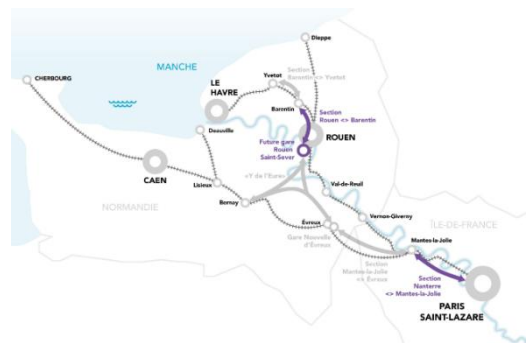 Dieppe
MANCHE
CHERBOURG
Yvetot
Section
Barentin <> Yvetot
LE
HAVRE
Barentin
Section
Rouen <> Barentin
Deauville
Future gare
Rouen
Saint-Sever
ROUEN
CAEN
«Y de l'Eure»
Lisieux
Val-de-Reuil
Bernay
NORMANDIE
Évreux
Vernon-Giverny
ÎLE-DE-FRANCE
Gare Nouvelle
d'Évreux
Mantes-la-Jolie
Section
Mantes-la-Jolie
<> Évreux
Section
Nanterre
<> Mantes-la-Jolie
PARIS
SAINT-LAZARE